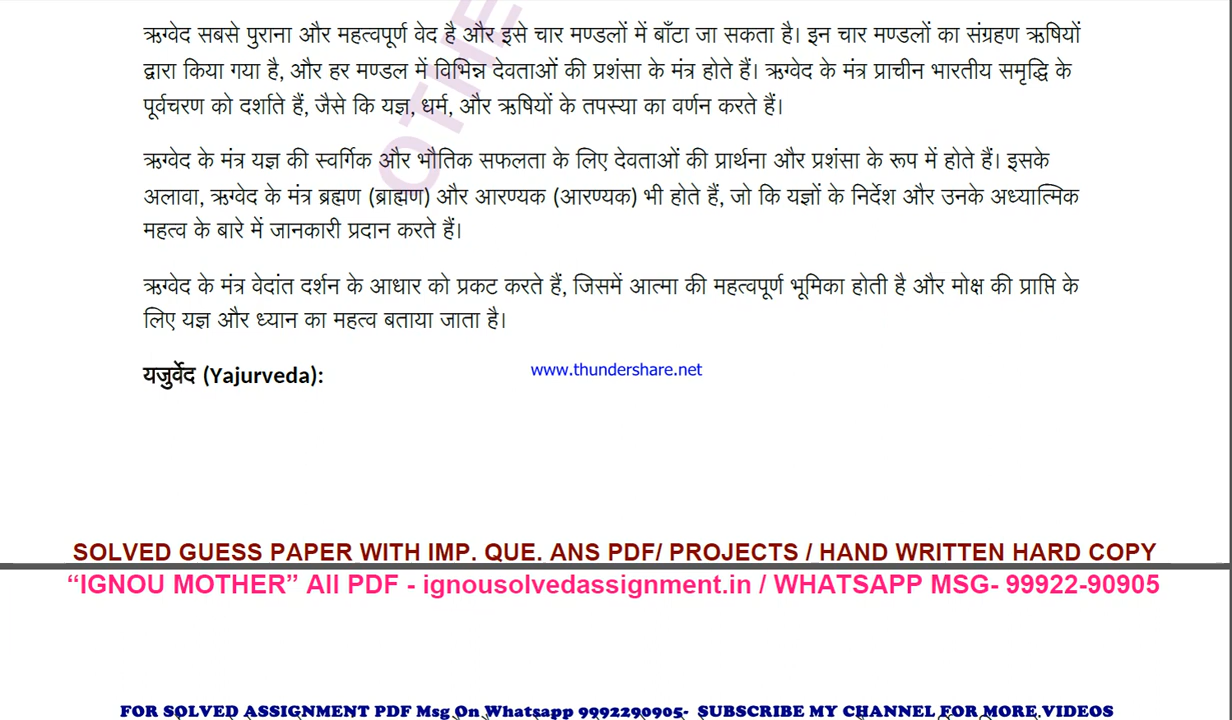 ऋग्वेद सबसे पुराना और महत्वपूर्ण वेद है और इसे चार मण्डलों में बाँटा जा सकता है। इन चार मण्डलों का संग्रहण ऋषियों
द्वारा किया गया है, और हर मण्डल में विभिन्न देवताओं की प्रशंसा के मंत्र होते हैं। ऋग्वेद के मंत्र प्राचीन भारतीय समृद्धि के
पूर्वचरण को दर्शाते हैं, जैसे कि यज्ञ, धर्म, और ऋषियों के तपस्या का वर्णन करते हैं।
ऋग्वेद के मंत्र यज्ञ की स्वर्गिक और भौतिक सफलता के लिए देवताओं की प्रार्थना और प्रशंसा के रूप में होते हैं। इसके
अलावा, ऋग्वेद के मंत्र ब्रह्मण (ब्राह्मण) और आरण्यक (आरण्यक) भी होते हैं, जो कि यज्ञों के निर्देश और उनके अध्यात्मिक
महत्व के बारे में जानकारी प्रदान करते हैं।
ऋग्वेद के मंत्र वेदांत दर्शन के आधार को प्रकट करते हैं, जिसमें आत्मा की महत्वपूर्ण भूमिका होती है और मोक्ष की प्राप्ति के
लिए यज्ञ और ध्यान का महत्व बताया जाता है।
यजुर्वेद (Yajurveda):
www.thundershare.net
SOLVED GUESS PAPER WITH IMP. QUE. ANS PDF/ PROJECTS / HAND WRITTEN HARD COPY
“IGNOU MOTHER” All PDF - ignousolvedassignment.in / WHATSAPP MSG- 99922-90905
FOR SOLVED ASSIGNMENT PDF Msg On Whatsapp 9992290905- SUBSCRIBE MY CHANNEL FOR MORE VIDEOS
OTHE